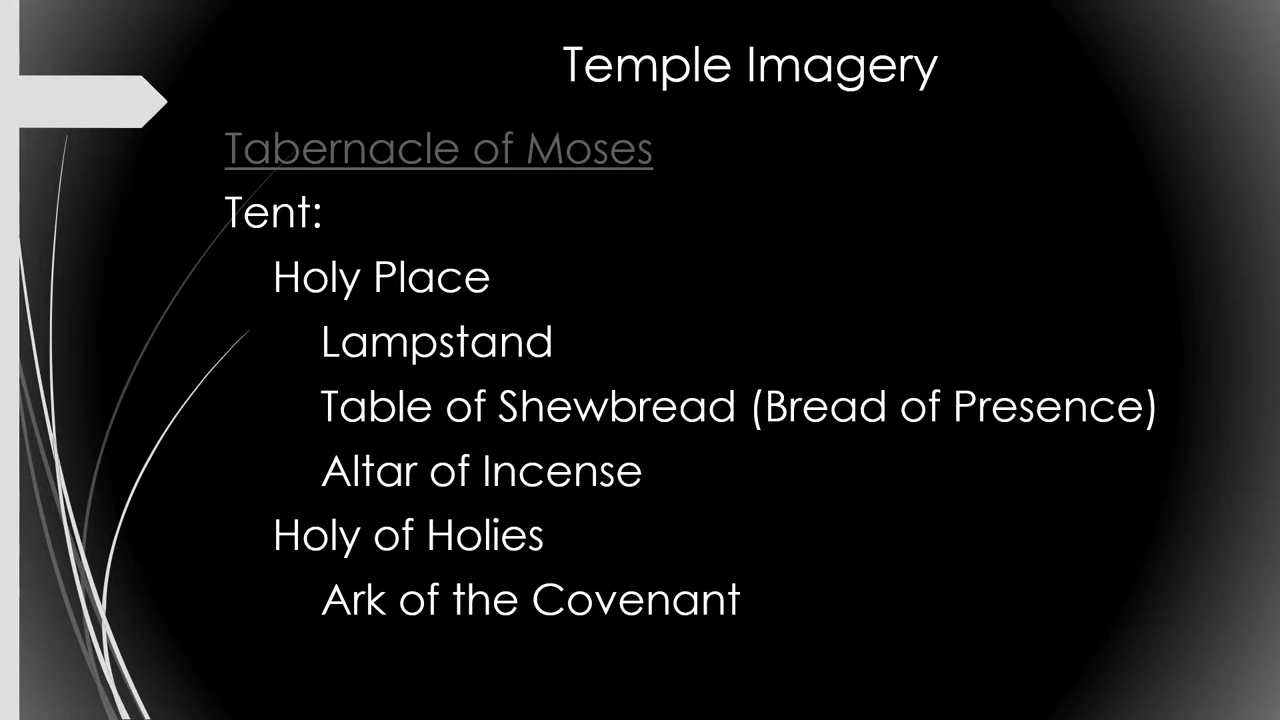 Temple Imagery
Tabernacle of Moses
Tent:
Holy Place
Lampstand
Table of Shewbread (Bread of Presence)
Altar of Incense
Holy of Holies
Ark of the Covenant